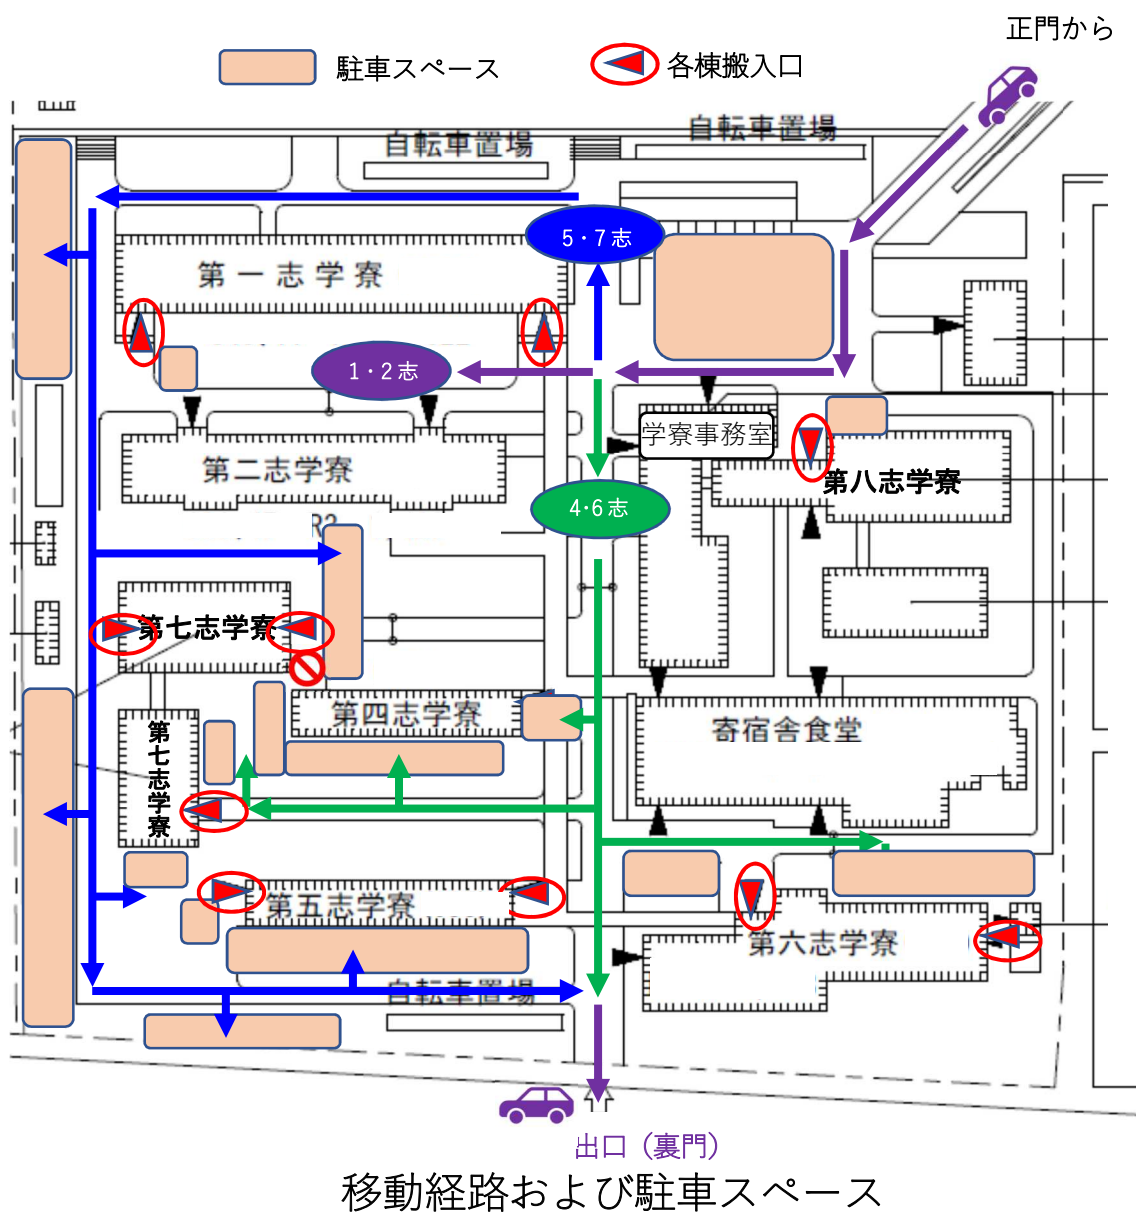 正門から
駐車スペース
各棟搬入口
自転車置場
自転車置場
5・7志
第一志学寮
1・2志
学寮事務室
第二志学寮
第八志学寮
4・6志
第七志学寮
第四志学寮
寄宿舎食堂
第七志学寮
第五志学寮
第六志学寮
自転車置場
出口（裏門）
移動経路および駐車スペース